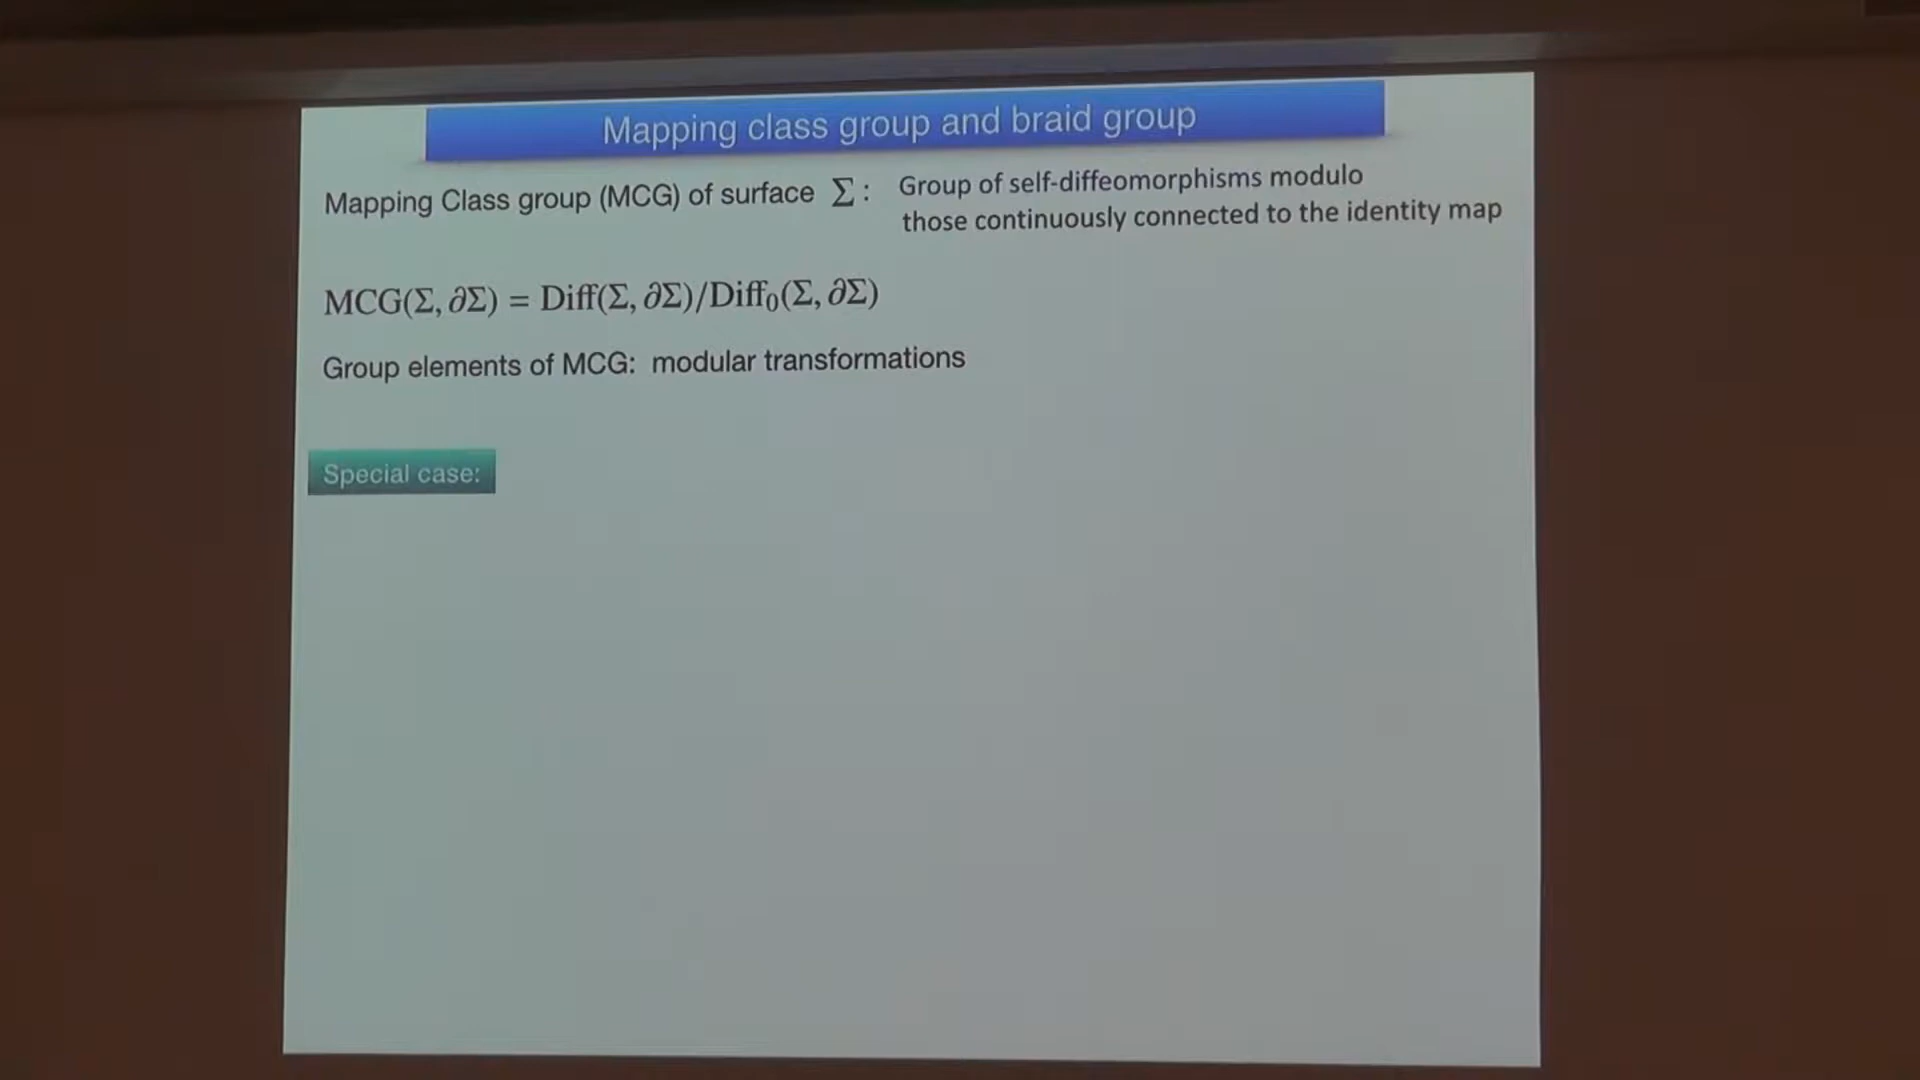 Mapping class group and braid group
Mapping Class group (MCG) of surface Σ: Group of self-diffeomorphisms modulo
those continuously connected to the identity map
MCG(Σ, ∂Σ) = Diff(Σ, ∂Σ)/Diff₀(Σ, ∂Σ)
Group elements of MCG: modular transformations
Special case: